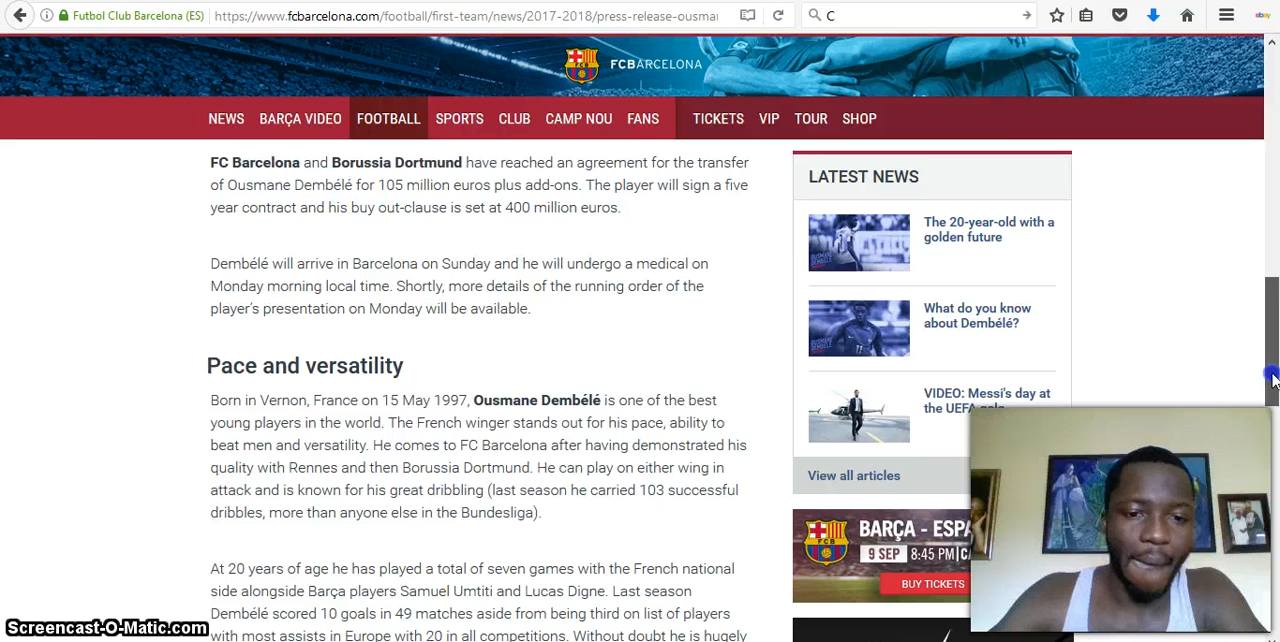 Futbol Club Barcelona (ES)
https://www.fcbarcelona.com/football/first-team/news/2017-2018/press-release-ousmar
C
ebay
FCBARCELONA
NEWS BARÇA VIDEO FOOTBALL SPORTS CLUB CAMP NOU FANS TICKETS VIP TOUR SHOP
FC Barcelona and Borussia Dortmund have reached an agreement for the transfer
of Ousmane Dembélé for 105 million euros plus add-ons. The player will sign a five
year contract and his buy out-clause is set at 400 million euros.
Dembélé will arrive in Barcelona on Sunday and he will undergo a medical on
Monday morning local time. Shortly, more details of the running order of the
player's presentation on Monday will be available.
Pace and versatility
Born in Vernon, France on 15 May 1997, Ousmane Dembélé is one of the best
young players in the world. The French winger stands out for his pace, ability to
beat men and versatility. He comes to FC Barcelona after having demonstrated his
quality with Rennes and then Borussia Dortmund. He can play on either wing in
attack and is known for his great dribbling (last season he carried 103 successful
dribbles, more than anyone else in the Bundesliga).
At 20 years of age he has played a total of seven games with the French national
side alongside Barça players Samuel Umtiti and Lucas Digne. Last season
Dembélé scored 10 goals in 49 matches aside from being third on list of players
with most assists in Europe with 20 in all competitions. Without doubt he is hugely
LATEST NEWS
The 20-year-old with a
golden future
What do you know
about Dembélé?
VIDEO: Messi's day at
the UEFA gala
View all articles
BARÇA - ESPA
9 SEP 8:45 PM
BUY TICKETS
Screencast-O-Matic.com